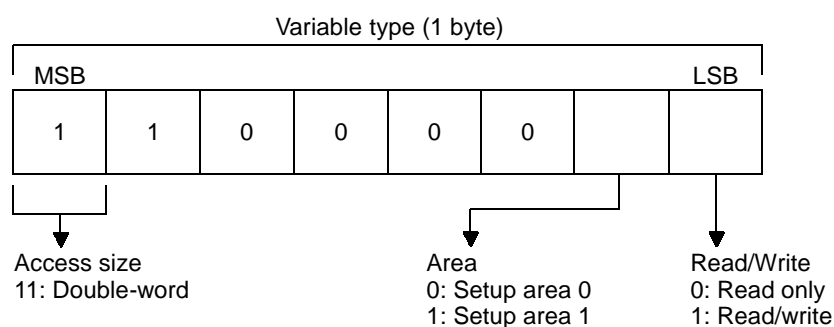 Variable type (1 byte)
MSB LSB
1 1 0 0 0 0
Access size Area Read/Write
11: Double-word 0: Setup area 0 0: Read only
1: Setup area 1 1: Read/write